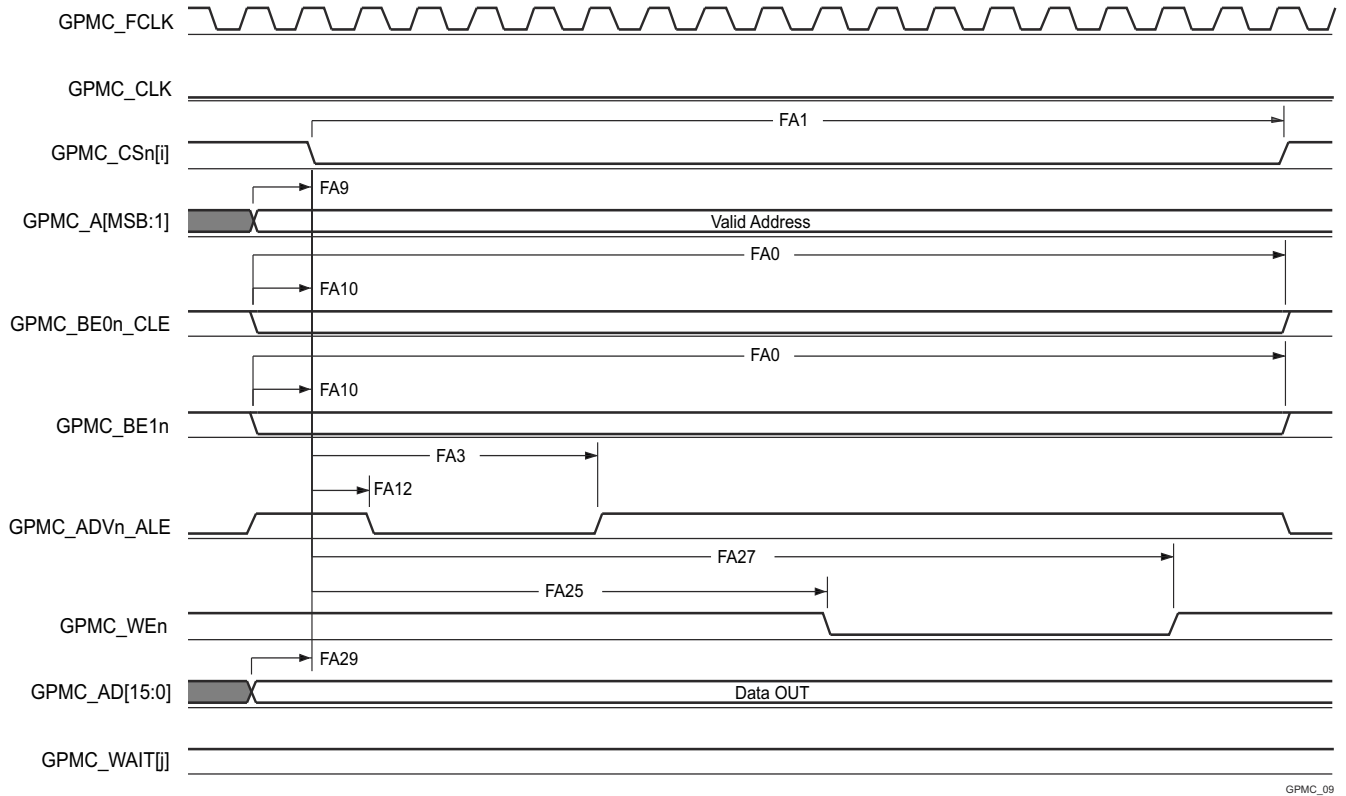 GPMC_FCLK
GPMC_CLK
FA1
GPMC_CSn[i]
FA9
GPMC_A[MSB:1]
Valid Address
FA0
FA10
GPMC_BE0n_CLE
FA0
FA10
GPMC_BE1n
FA3
FA12
GPMC_ADVn_ALE
FA27
FA25
GPMC_WEn
FA29
GPMC_AD[15:0]
Data OUT
GPMC_WAIT[j]
GPMC_09